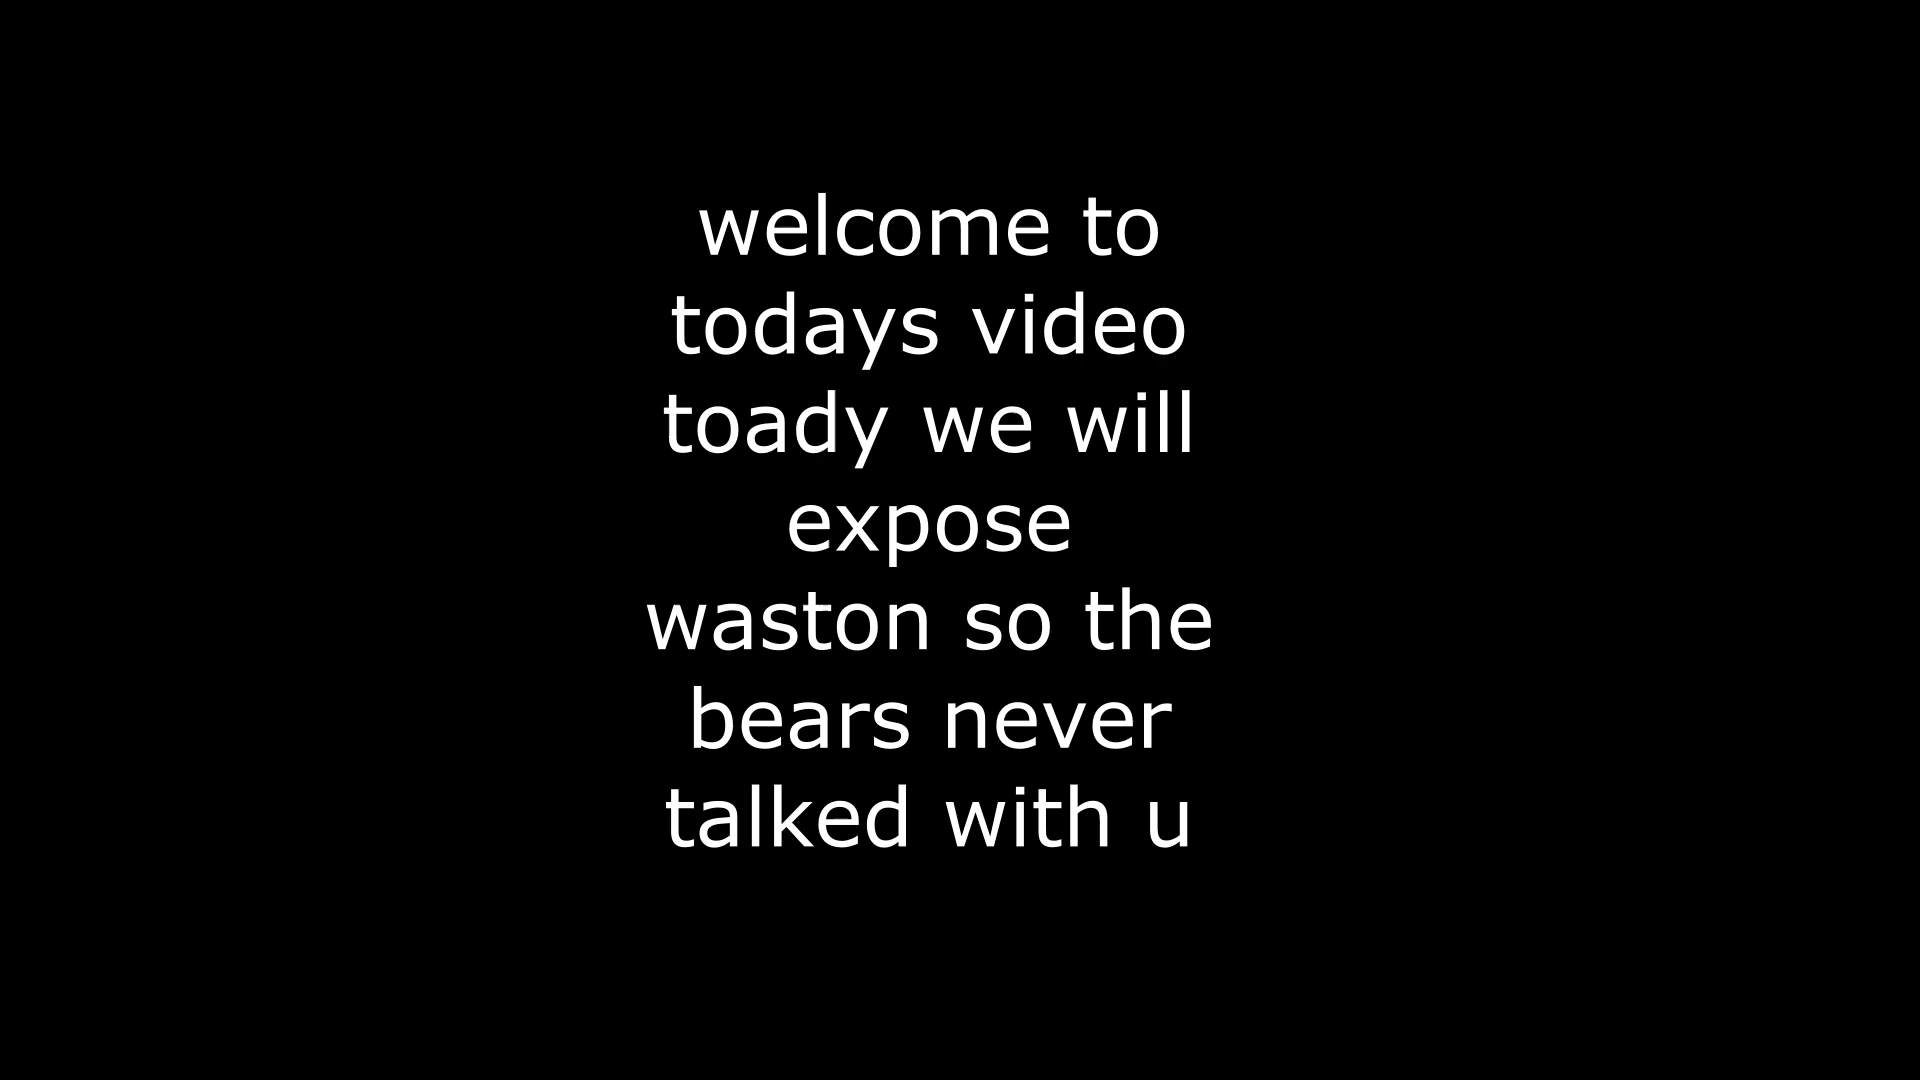 welcome to
todays video
toady we will
expose
waston so the
bears never
talked with u